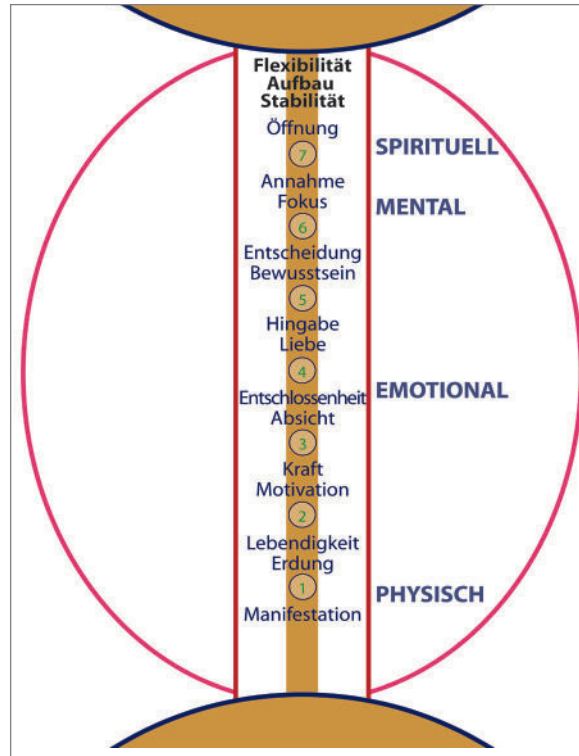 Flexibilität
Aufbau
Stabilität
Öffnung
7
SPIRITUELL
Annahme
Fokus
MENTAL
6
Entscheidung
Bewusstsein
5
Hingabe
Liebe
4
EMOTIONAL
Entschlossenheit
Absicht
3
Kraft
Motivation
2
Lebendigkeit
Erdung
1
PHYSISCH
Manifestation